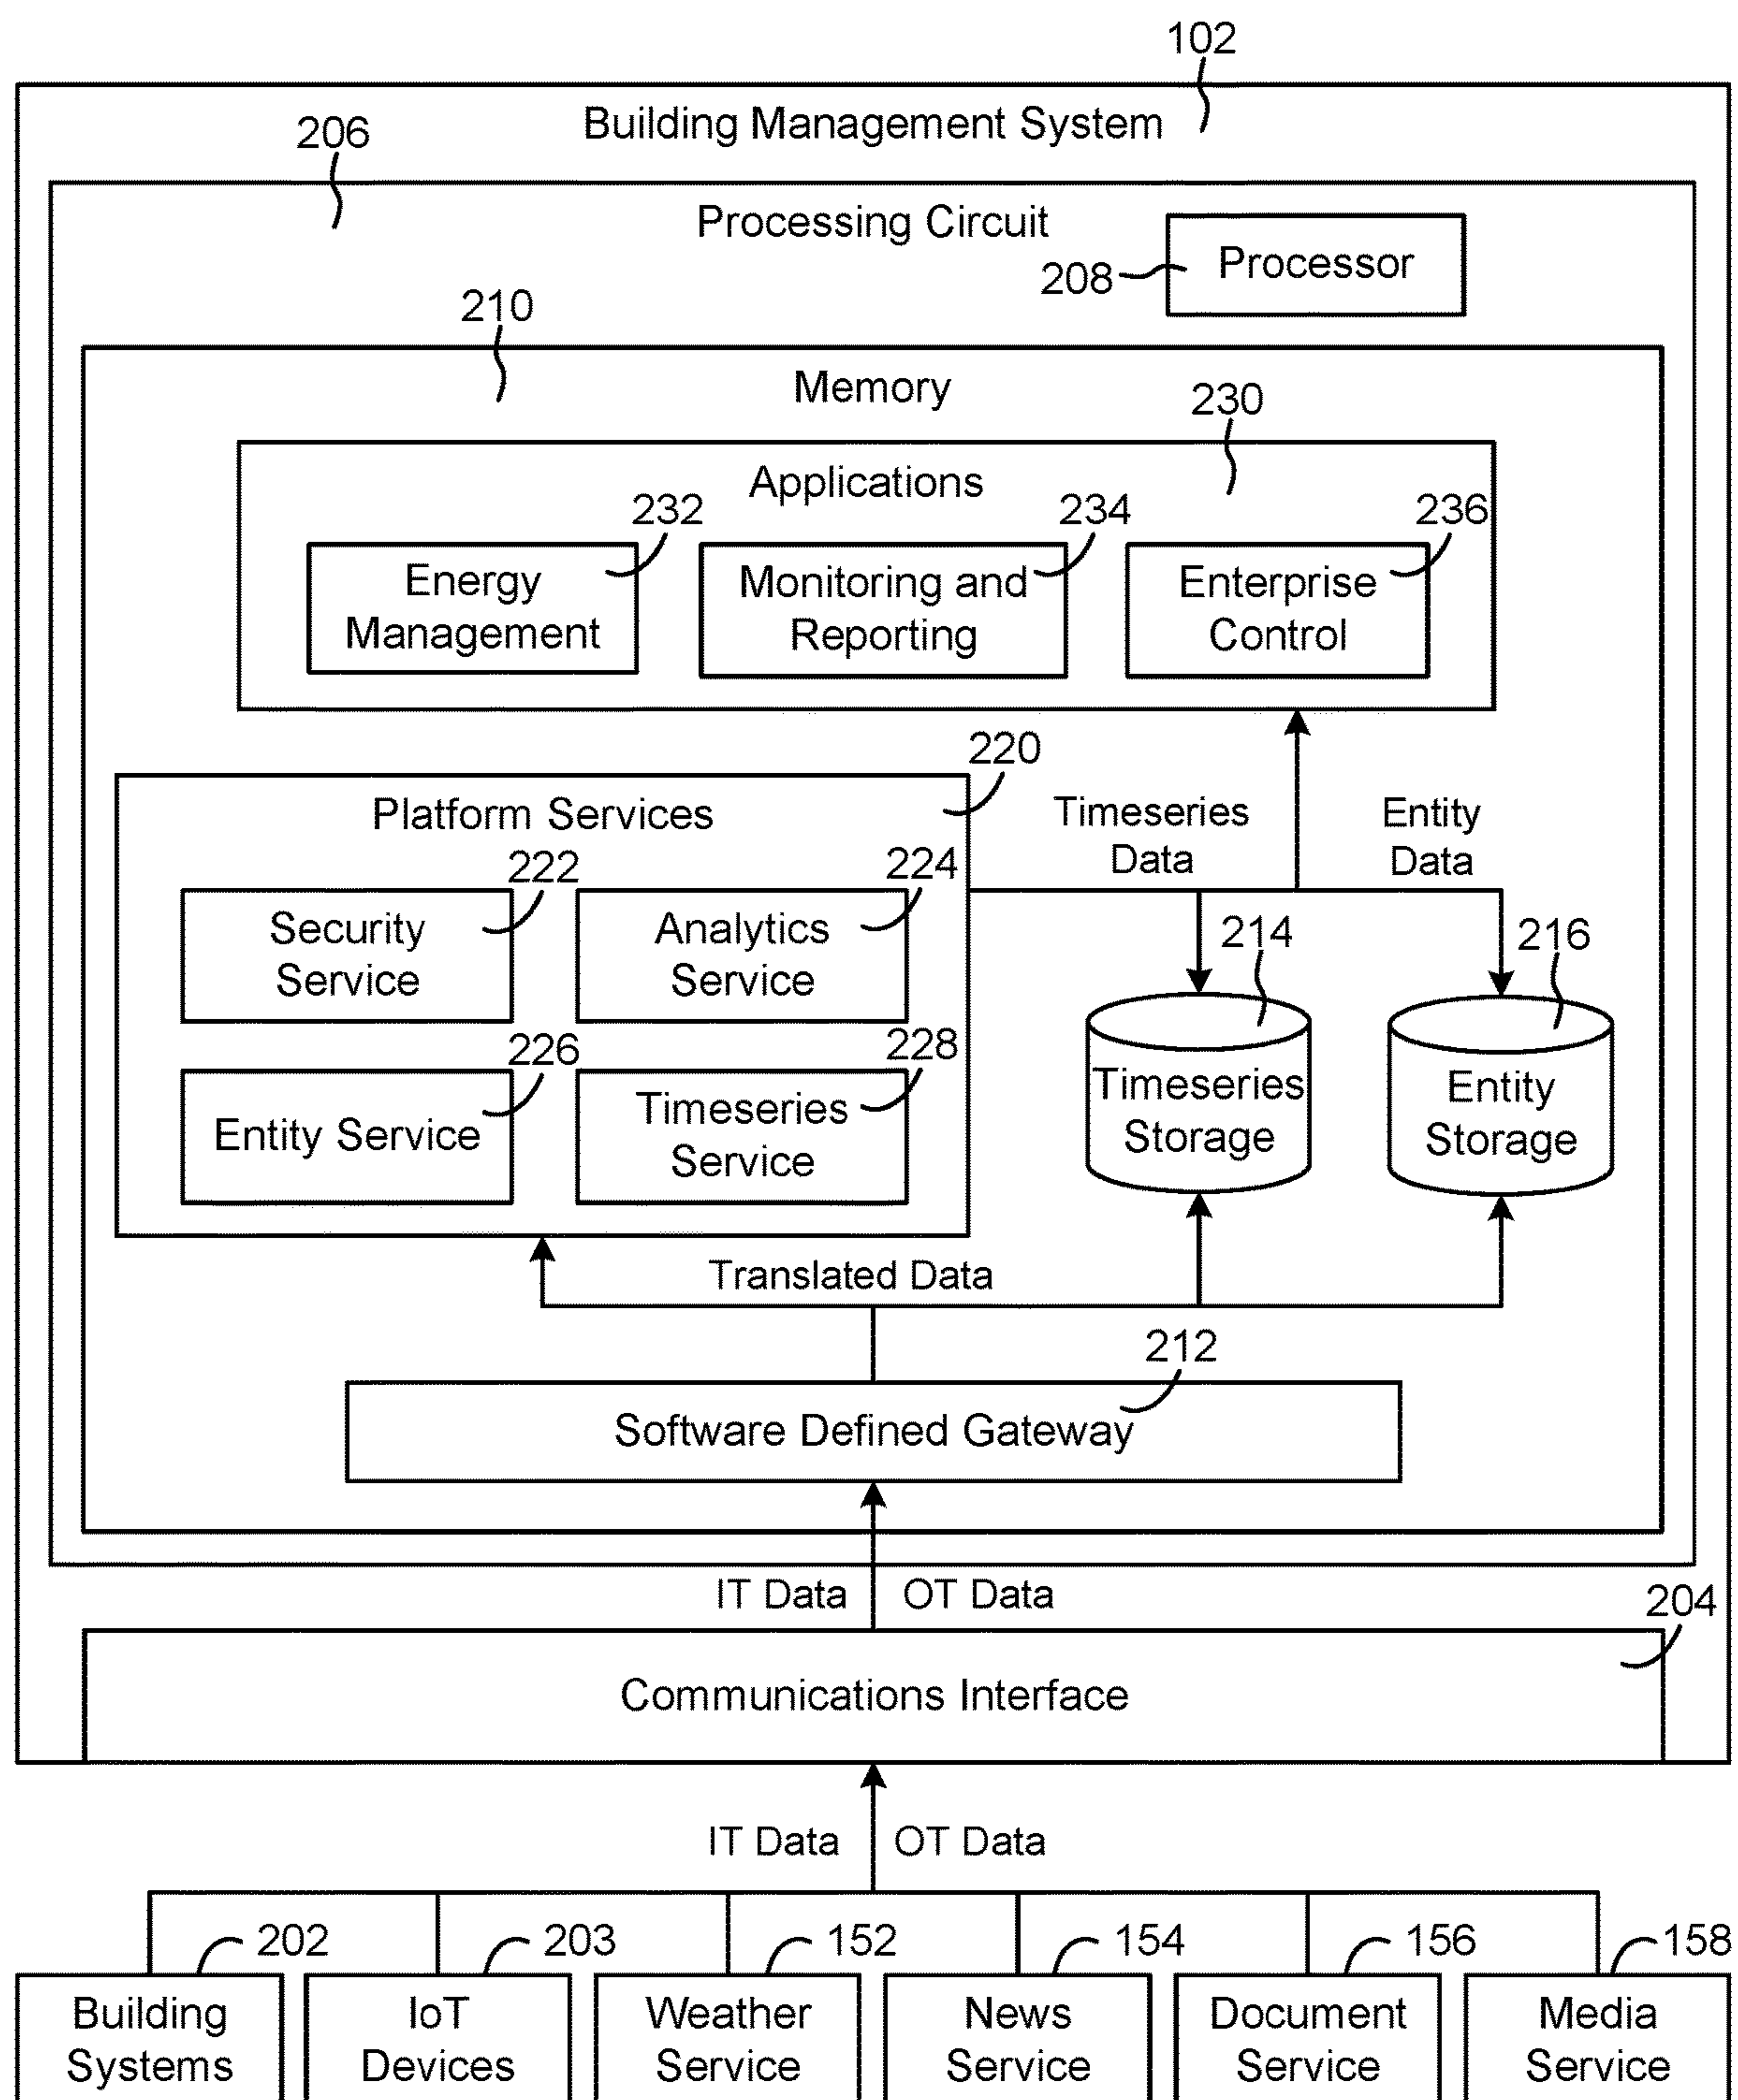 102
Building Management System
206
Processing Circuit
208
Processor
210
Memory
230
Applications
232
234
236
Energy
Management
Monitoring and
Reporting
Enterprise
Control
220
Platform Services
Timeseries
Data
Entity
Data
222
224
Security
Service
Analytics
Service
214
216
226
228
Entity Service
Timeseries
Service
Timeseries
Storage
Entity
Storage
Translated Data
212
Software Defined Gateway
IT Data
OT Data
204
Communications Interface
IT Data
OT Data
202
203
152
154
156
158
Building
Systems
IoT
Devices
Weather
Service
News
Service
Document
Service
Media
Service